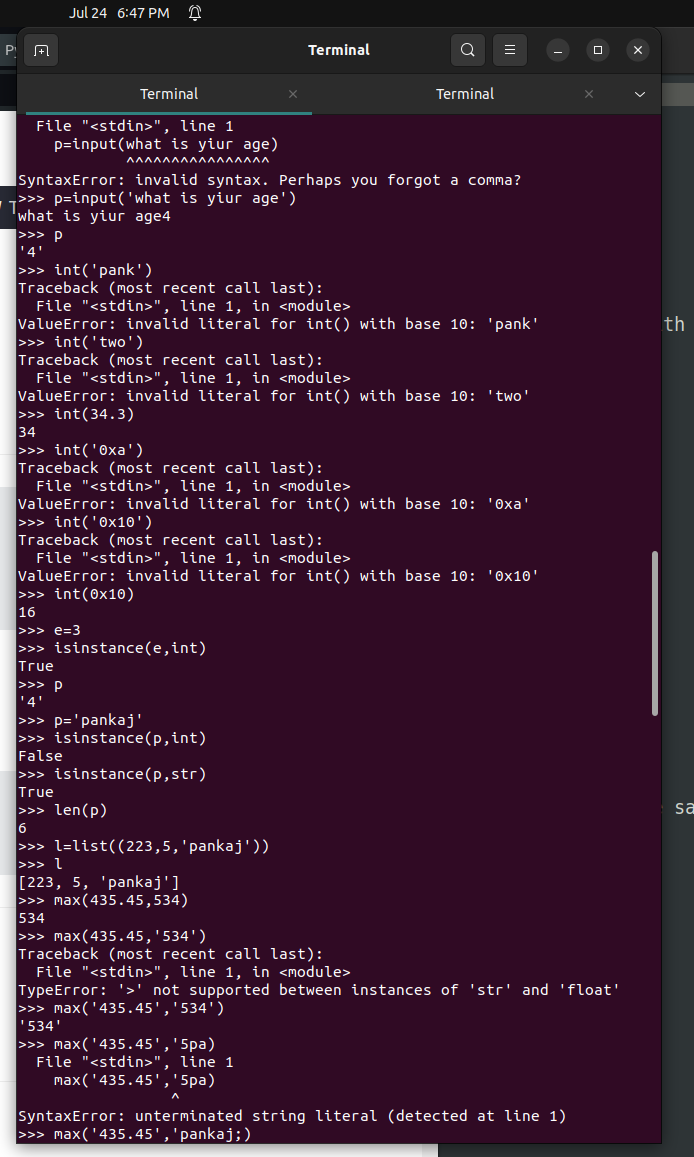 Jul 24 6:47 PM
Terminal
Terminal
Terminal
File "<stdin>", line 1
p=input(what is yiur age)
^^^^^^^^^^^^^^^^
SyntaxError: invalid syntax. Perhaps you forgot a comma?
>>> p=input('what is yiur age')
what is yiur age4
>>> p
'4'
>>> int('pank')
Traceback (most recent call last):
File "<stdin>", line 1, in <module>
ValueError: invalid literal for int() with base 10: 'pank'
>>> int('two')
Traceback (most recent call last):
File "<stdin>", line 1, in <module>
ValueError: invalid literal for int() with base 10: 'two'
>>> int(34.3)
34
>>> int('0xa')
Traceback (most recent call last):
File "<stdin>", line 1, in <module>
ValueError: invalid literal for int() with base 10: '0xa'
>>> int('0x10')
Traceback (most recent call last):
File "<stdin>", line 1, in <module>
ValueError: invalid literal for int() with base 10: '0x10'
>>> int(0x10)
16
>>> e=3
>>> isinstance(e,int)
True
>>> p
'4'
>>> p='pankaj'
>>> isinstance(p,int)
False
>>> isinstance(p,str)
True
>>> len(p)
6
>>> l=list((223,5,'pankaj'))
>>> l
[223, 5, 'pankaj']
>>> max(435.45,534)
534
>>> max(435.45,'534')
Traceback (most recent call last):
File "<stdin>", line 1, in <module>
TypeError: '>' not supported between instances of 'str' and 'float'
>>> max('435.45','534')
'534'
>>> max('435.45','5pa)
File "<stdin>", line 1
max('435.45','5pa)
^
SyntaxError: unterminated string literal (detected at line 1)
>>> max('435.45','pankaj;)